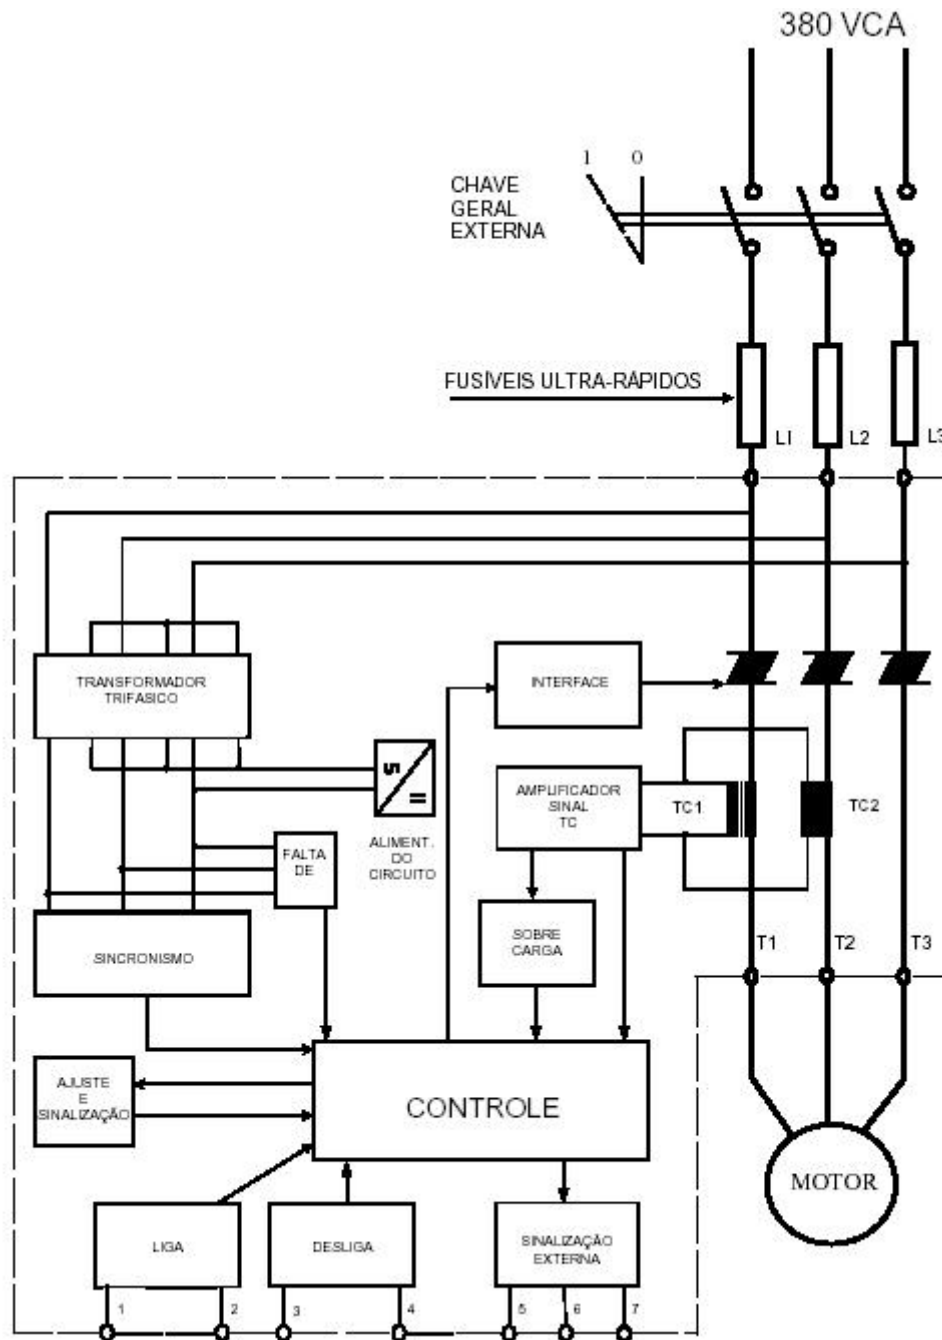 380 VCA
1 0
CHAVE
GERAL
EXTERNA
FUSÍVEIS ULTRA-RÁPIDOS
L1
L2
L3
TRANSFORMADOR
TRIFASICO
INTERFACE
AMPLIFICADOR
SINAL
TC
TC1
TC2
FALTA
DE
ALIMENT.
DO
CIRCUITO
SOBRE
CARGA
T1
T2
T3
SINCRONISMO
AJUSTE
E
SINALIZAÇÃO
CONTROLE
MOTOR
LIGA
DESLIGA
SINALIZAÇÃO
EXTERNA
1
2
3
4
5
6
7